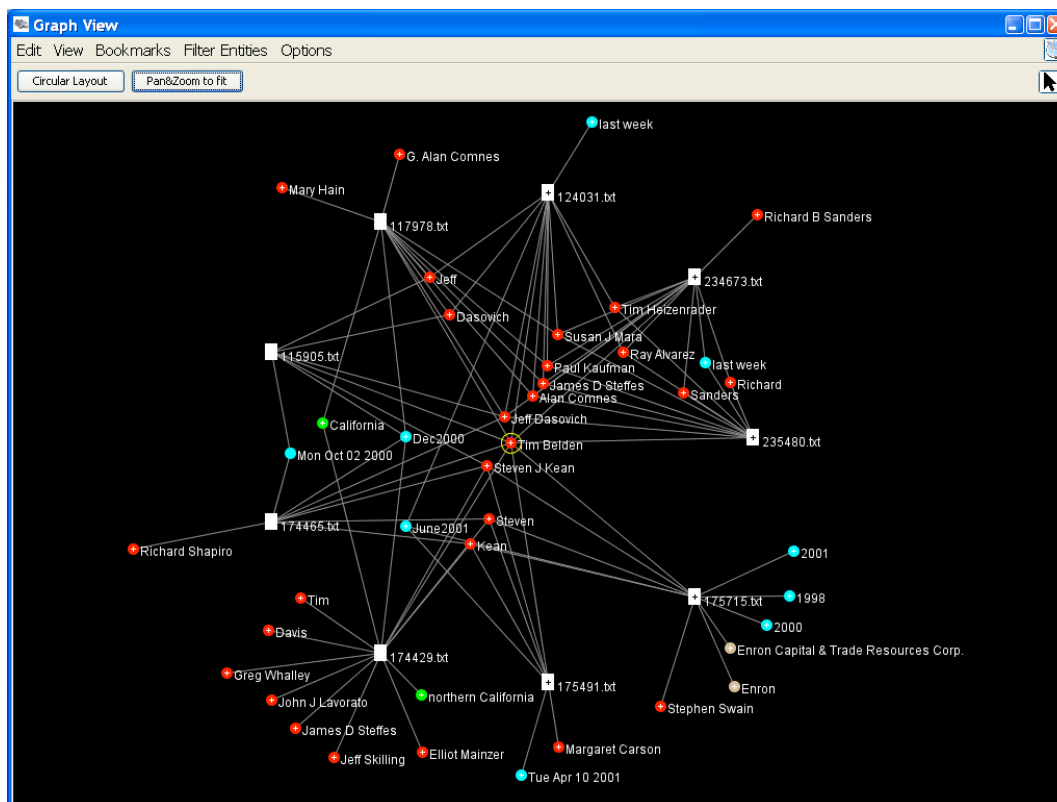 Graph View
Edit View Bookmarks Filter Entities Options
Circular Layout Pan&Zoom to fit
last week
G. Alan Comnes
Mary Hain
124031.txt
Richard B Sanders
117978.txt
Jeff
234673.txt
Dasovich
Tim Heizenrader
Susan J Mara
115905.txt
Ray Alvarez
last week
Paul Kaufman
James D Steffes
Richard
Alan Comnes
Sanders
Jeff Dasovich
California
Dec2000
Tim Belden
235480.txt
Mon Oct 02 2000
Steven J Kean
Steven
174465.txt
June2001
Kean
Richard Shapiro
2001
Tim
175715.txt
1998
Davis
2000
Enron Capital & Trade Resources Corp.
174429.txt
Greg Whalley
175491.txt
Enron
northern California
John J Lavorato
Stephen Swain
James D Steffes
Elliot Mainzer
Margaret Carson
Jeff Skilling
Tue Apr 10 2001